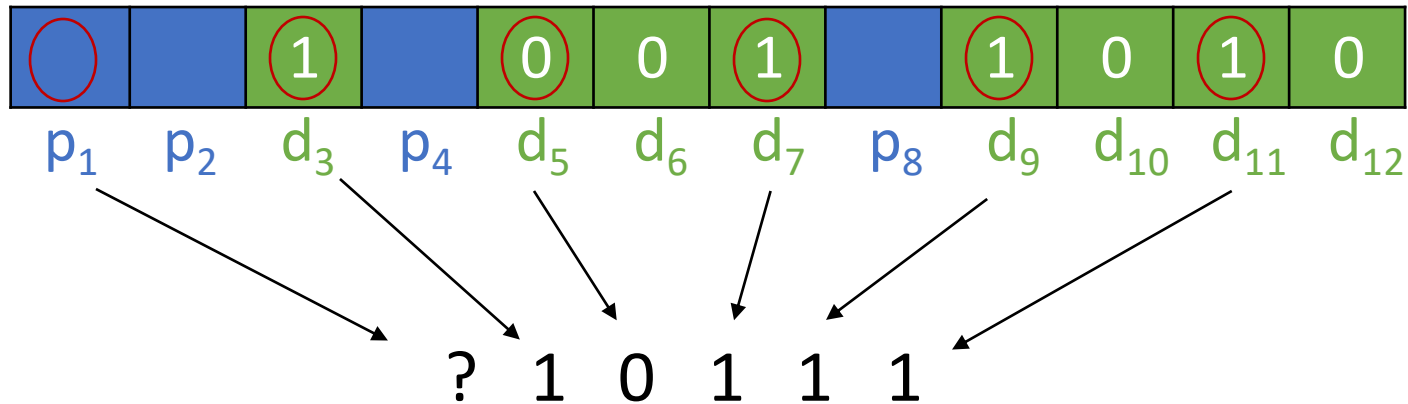 1 0 0 1 1 0 1 0
p₁ p₂ d₃ p₄ d₅ d₆ d₇ p₈ d₉ d₁₀ d₁₁ d₁₂
? 1 0 1 1 1